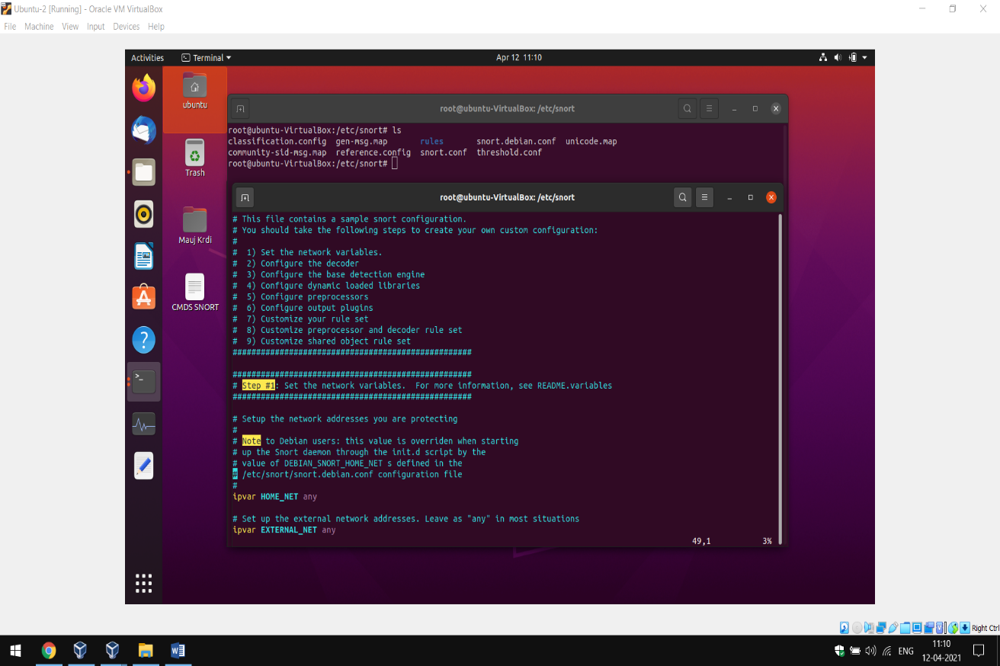 Ubuntu-2 [Running] - Oracle VM VirtualBox
File Machine View Input Devices Help
Activities Terminal Apr 12 11:10
ubuntu
Trash
Mauj Krdi
CMDS SNORT
root@ubuntu-VirtualBox: /etc/snort
root@ubuntu-VirtualBox:/etc/snort# ls
classification.config gen-msg.map rules snort.debian.conf unicode.map
community-sid-msg.map reference.config snort.conf threshold.conf
root@ubuntu-VirtualBox:/etc/snort#
root@ubuntu-VirtualBox: /etc/snort
# This file contains a sample snort configuration.
# You should take the following steps to create your own custom configuration:
#
# 1) Set the network variables.
# 2) Configure the decoder
# 3) Configure the base detection engine
# 4) Configure dynamic loaded libraries
# 5) Configure preprocessors
# 6) Configure output plugins
# 7) Customize your rule set
# 8) Customize preprocessor and decoder rule set
# 9) Customize shared object rule set
###################################################
###################################################
# Step #1: Set the network variables. For more information, see README.variables
###################################################
# Setup the network addresses you are protecting
#
# Note to Debian users: this value is overriden when starting
# up the Snort daemon through the init.d script by the
# value of DEBIAN_SNORT_HOME_NET s defined in the
# /etc/snort/snort.debian.conf configuration file
#
ipvar HOME_NET any
# Set up the external network addresses. Leave as "any" in most situations
ipvar EXTERNAL_NET any
49,1 3%
Right Ctrl
ENG
11:10
12-04-2021